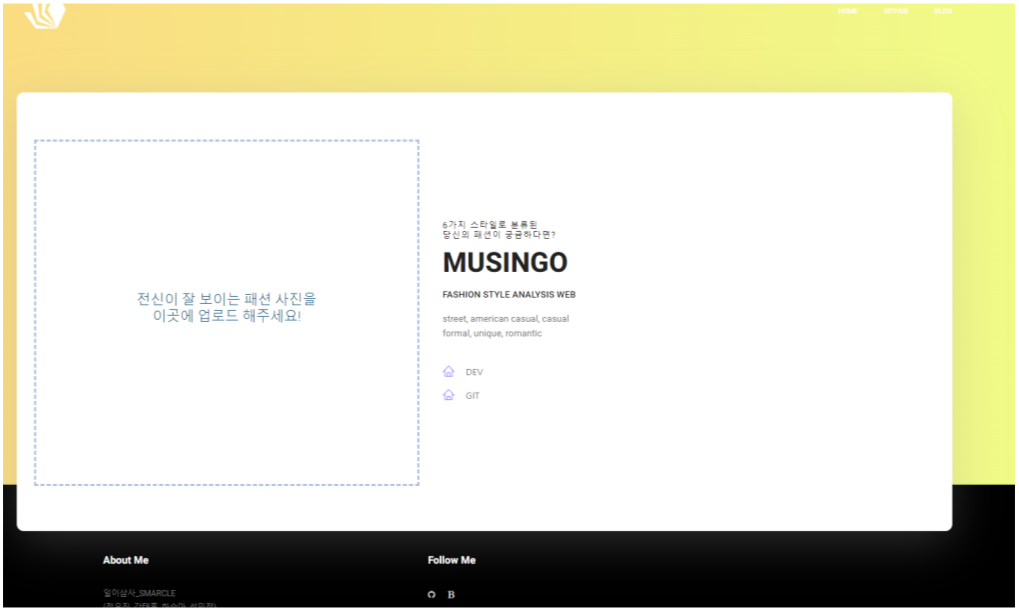 HOME GITHUB BLOG
6가지 스타일로 분류된
당신의 패션이 궁금하다면?
MUSINGO
FASHION STYLE ANALYSIS WEB
street, american casual, casual
formal, unique, romantic
DEV
GIT
전신이 잘 보이는 패션 사진을
이곳에 업로드 해주세요!
About Me
일이삼사_SMARCLE
Follow Me
B